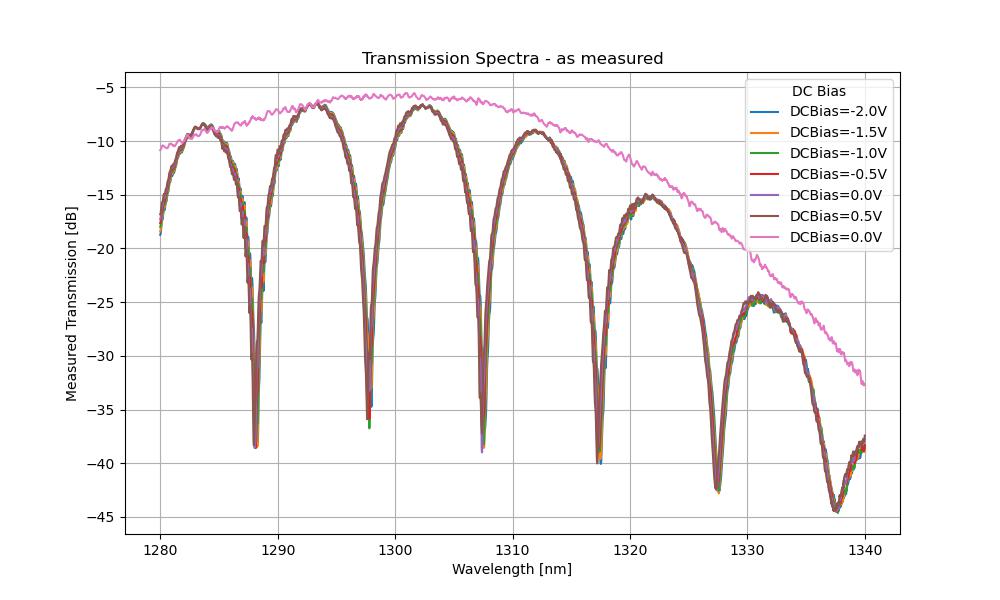 Transmission Spectra - as measured
Measured Transmission [dB]
−5
−10
−15
−20
−25
−30
−35
−40
−45
DC Bias
DCBias=-2.0V
DCBias=-1.5V
DCBias=-1.0V
DCBias=-0.5V
DCBias=0.0V
DCBias=0.5V
DCBias=0.0V
1280 1290 1300 1310 1320 1330 1340
Wavelength [nm]